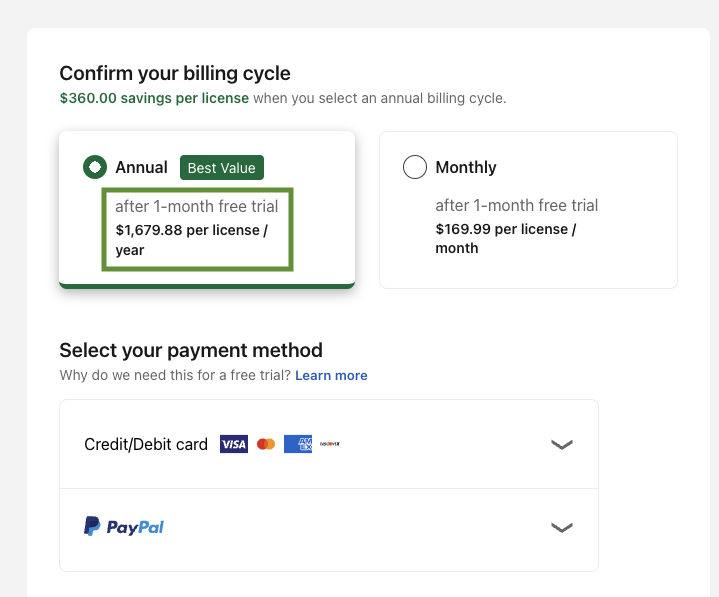 Confirm your billing cycle
$360.00 savings per license when you select an annual billing cycle.
Annual Best Value
after 1-month free trial
$1,679.88 per license /
year
Monthly
after 1-month free trial
$169.99 per license /
month
Select your payment method
Why do we need this for a free trial? Learn more
Credit/Debit card VISA AM EX DISCOVER
PayPal